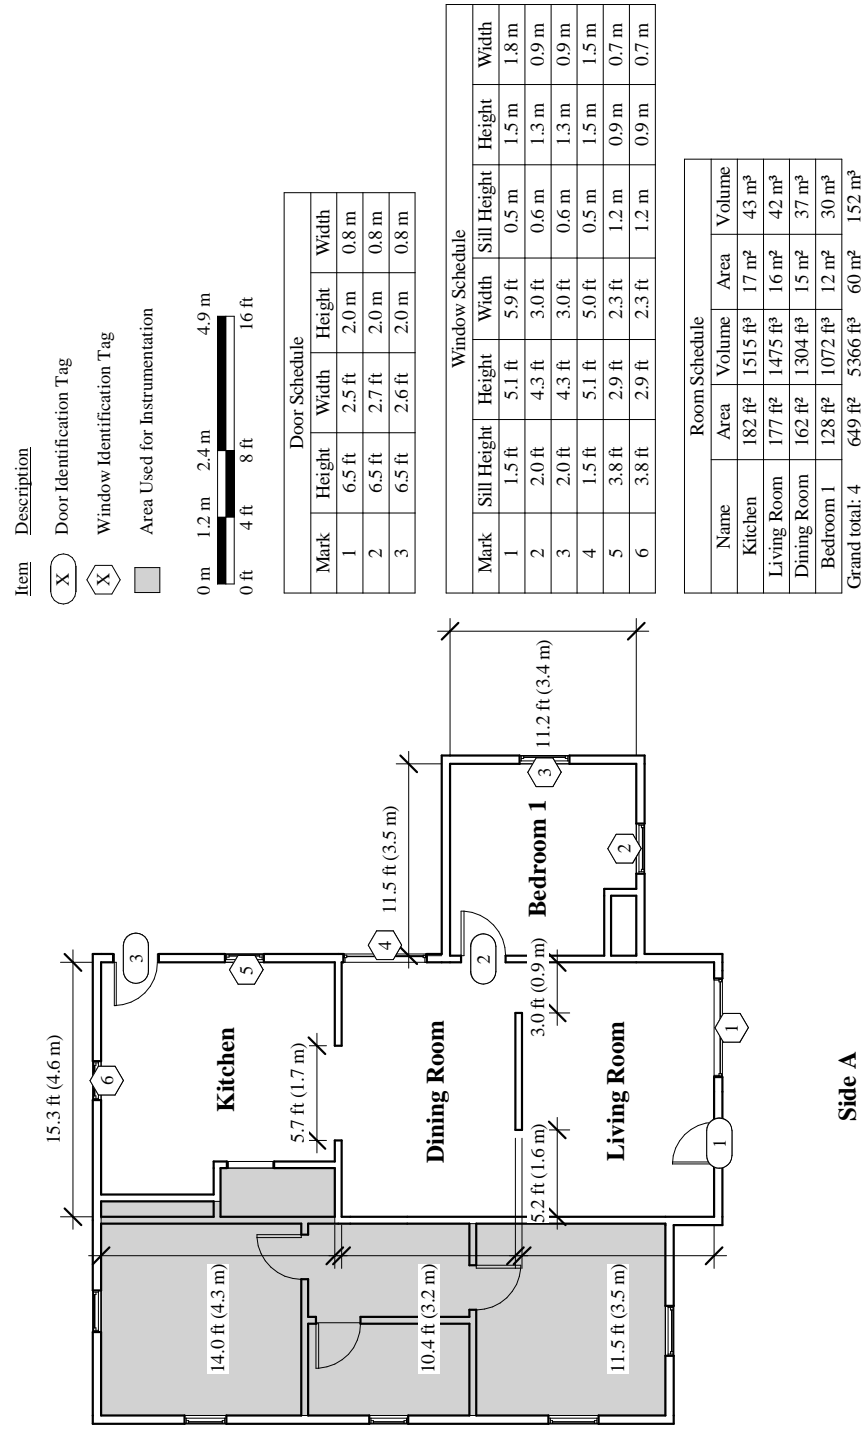 Item Description
X Door Identification Tag
X Window Identification Tag
Area Used for Instrumentation
0 m 1.2 m 2.4 m 4.9 m
0 ft 4 ft 8 ft 16 ft
Door Schedule
Mark Height Width Height Width
1 6.5 ft 2.5 ft 2.0 m 0.8 m
2 6.5 ft 2.7 ft 2.0 m 0.8 m
3 6.5 ft 2.6 ft 2.0 m 0.8 m
Window Schedule
Mark Sill Height Height Width Sill Height Height Width
1 1.5 ft 5.1 ft 5.9 ft 0.5 m 1.5 m 1.8 m
2 2.0 ft 4.3 ft 3.0 ft 0.6 m 1.3 m 0.9 m
3 2.0 ft 4.3 ft 3.0 ft 0.6 m 1.3 m 0.9 m
4 1.5 ft 5.1 ft 5.0 ft 0.5 m 1.5 m 1.5 m
5 3.8 ft 2.9 ft 2.3 ft 1.2 m 0.9 m 0.7 m
6 3.8 ft 2.9 ft 2.3 ft 1.2 m 0.9 m 0.7 m
Room Schedule
Name Area Volume Area Volume
Kitchen 182 ft² 1515 ft³ 17 m² 43 m³
Living Room 177 ft² 1475 ft³ 16 m² 42 m³
Dining Room 162 ft² 1304 ft³ 15 m² 37 m³
Bedroom 1 128 ft² 1072 ft³ 12 m² 30 m³
Grand total: 4 649 ft² 5366 ft³ 60 m² 152 m³
15.3 ft (4.6 m)
3
6
5
Kitchen
14.0 ft (4.3 m)
5.7 ft (1.7 m)
11.5 ft (3.5 m)
4
10.4 ft (3.2 m)
Dining Room
2
11.2 ft (3.4 m)
3
Bedroom 1
3.0 ft (0.9 m)
5.2 ft (1.6 m)
11.5 ft (3.5 m)
Living Room
2
1
1
Side A